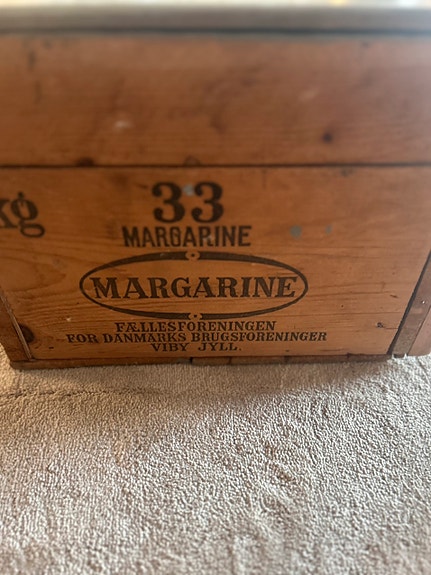 kg
33
MARGARINE
MARGARINE
FÆLLESFORENINGEN
FOR DANMARKS BRUGSFORENINGER
VIBY JYLL.